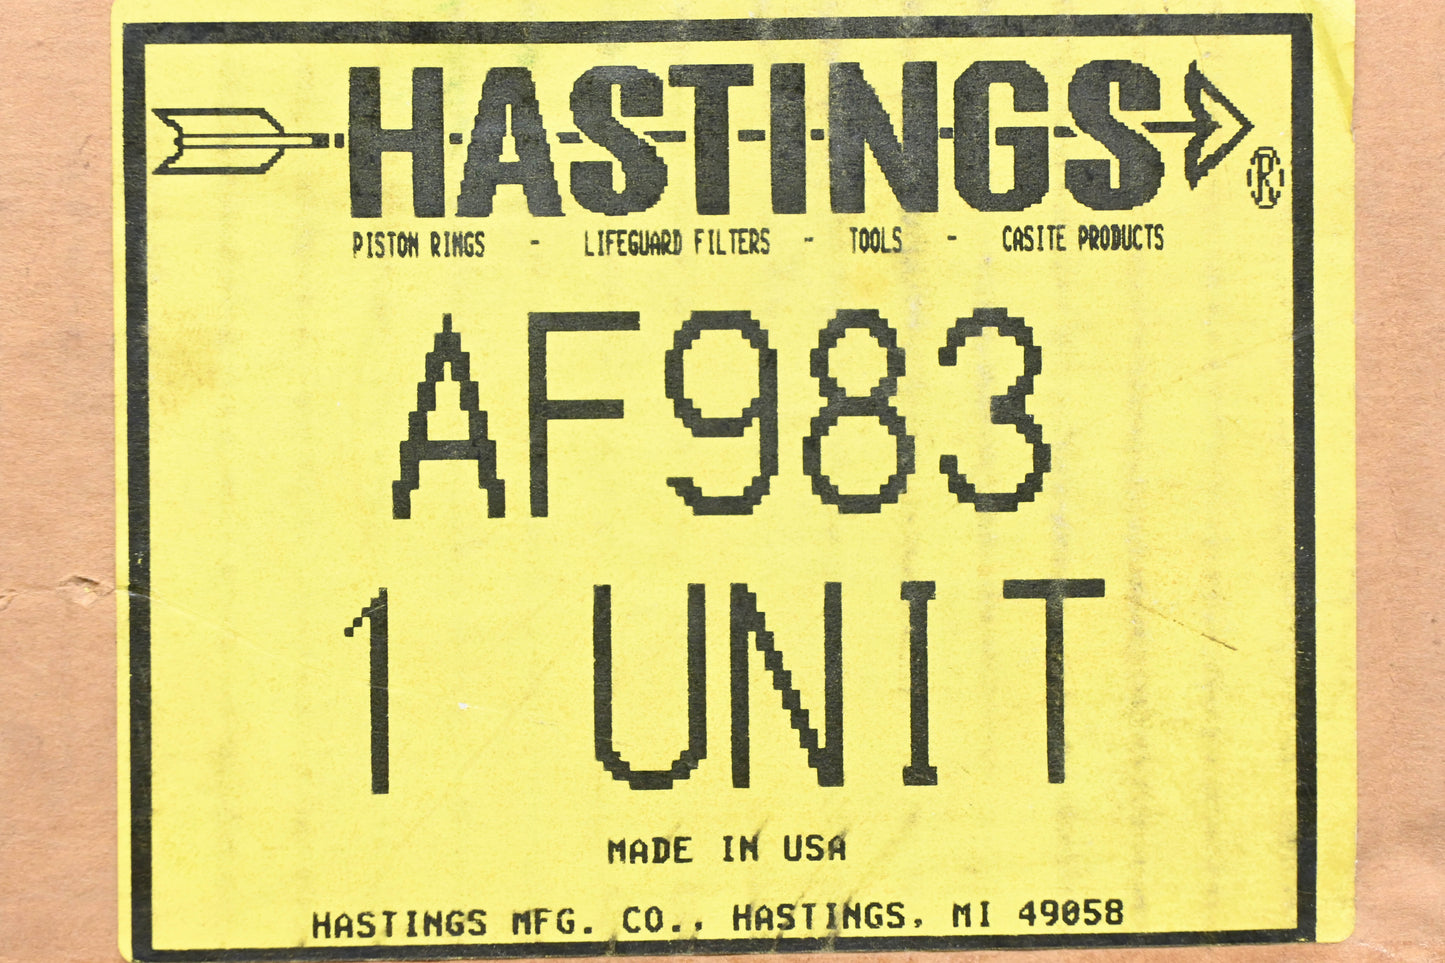 HASTINGS ®
PISTON RINGS - LIFEGUARD FILTERS - TOOLS - CASITE PRODUCTS
AF983
1 UNIT
MADE IN USA
HASTINGS MFG. CO., HASTINGS, MI 49058